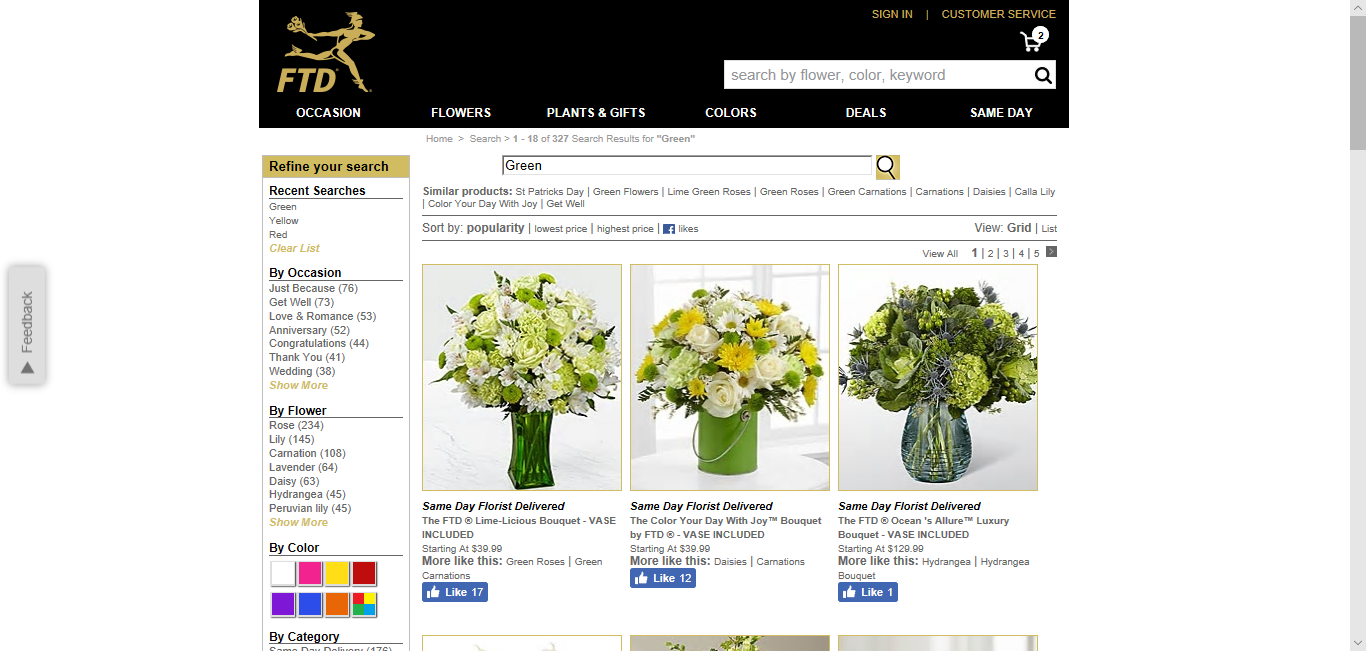 SIGN IN | CUSTOMER SERVICE
2
FTD
search by flower, color, keyword
OCCASION FLOWERS PLANTS & GIFTS COLORS DEALS SAME DAY
Home > Search > 1 - 18 of 327 Search Results for "Green"
Refine your search
Recent Searches
Green
Yellow
Red
Clear List
By Occasion
Just Because (76)
Get Well (73)
Love & Romance (53)
Anniversary (52)
Congratulations (44)
Thank You (41)
Wedding (38)
Show More
By Flower
Rose (234)
Lily (145)
Carnation (108)
Lavender (64)
Daisy (63)
Hydrangea (45)
Peruvian lily (45)
Show More
By Color
By Category
Same Day Delivery (176)
Feedback
Green
Similar products: St Patricks Day | Green Flowers | Lime Green Roses | Green Roses | Green Carnations | Carnations | Daisies | Calla Lily
| Color Your Day With Joy | Get Well
Sort by: popularity | lowest price | highest price | likes
View: Grid | List
View All 1 | 2 | 3 | 4 | 5 >
Same Day Florist Delivered
The FTD ® Lime-Licious Bouquet - VASE
INCLUDED
Starting At $39.99
More like this: Green Roses | Green
Carnations
Like 17
Same Day Florist Delivered
The Color Your Day With Joy™ Bouquet
by FTD ® - VASE INCLUDED
Starting At $39.99
More like this: Daisies | Carnations
Like 12
Same Day Florist Delivered
The FTD ® Ocean 's Allure™ Luxury
Bouquet - VASE INCLUDED
Starting At $129.99
More like this: Hydrangea | Hydrangea
Bouquet
Like 1